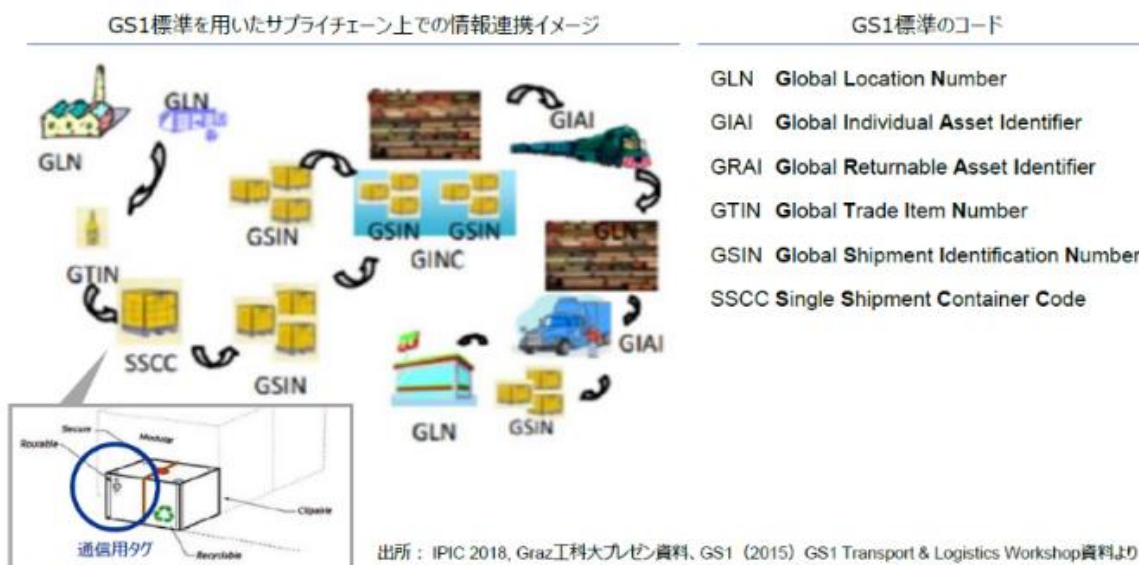 GS1標準を用いたサプライチェーン上での情報連携イメージ
GS1標準のコード
GLN
GLN
GTIN
SSCC
GSIN
GSIN
GSIN GSIN
GINC
GIAI
GLN
GIAI
GSIN
GLN
Secure
Modular
Rourable
Clipable
Recyclable
通信用タグ
GLN Global Location Number
GIAI Global Individual Asset Identifier
GRAI Global Returnable Asset Identifier
GTIN Global Trade Item Number
GSIN Global Shipment Identification Number
SSCC Single Shipment Container Code
出所： IPIC 2018, Graz工科大プレゼン資料、GS1（2015）GS1 Transport & Logistics Workshop資料より